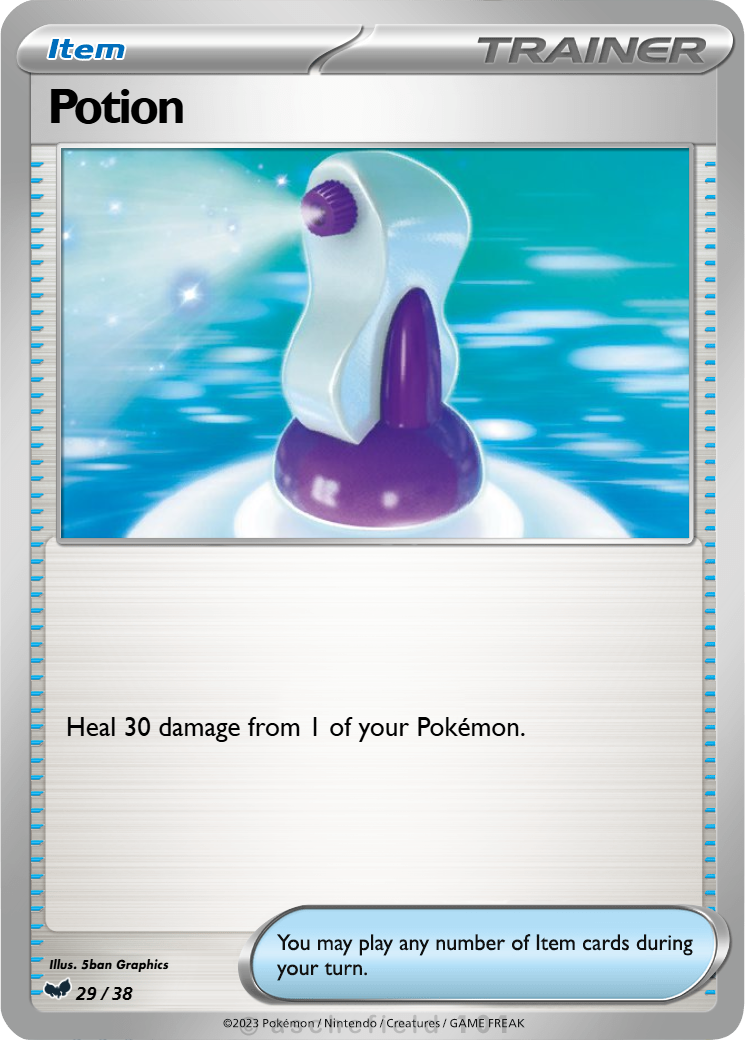 Item
TRAINER
Potion
Heal 30 damage from 1 of your Pokémon.
You may play any number of Item cards during
your turn.
Illus. 5ban Graphics
29 / 38
©2023 Pokémon / Nintendo / Creatures / GAME FREAK